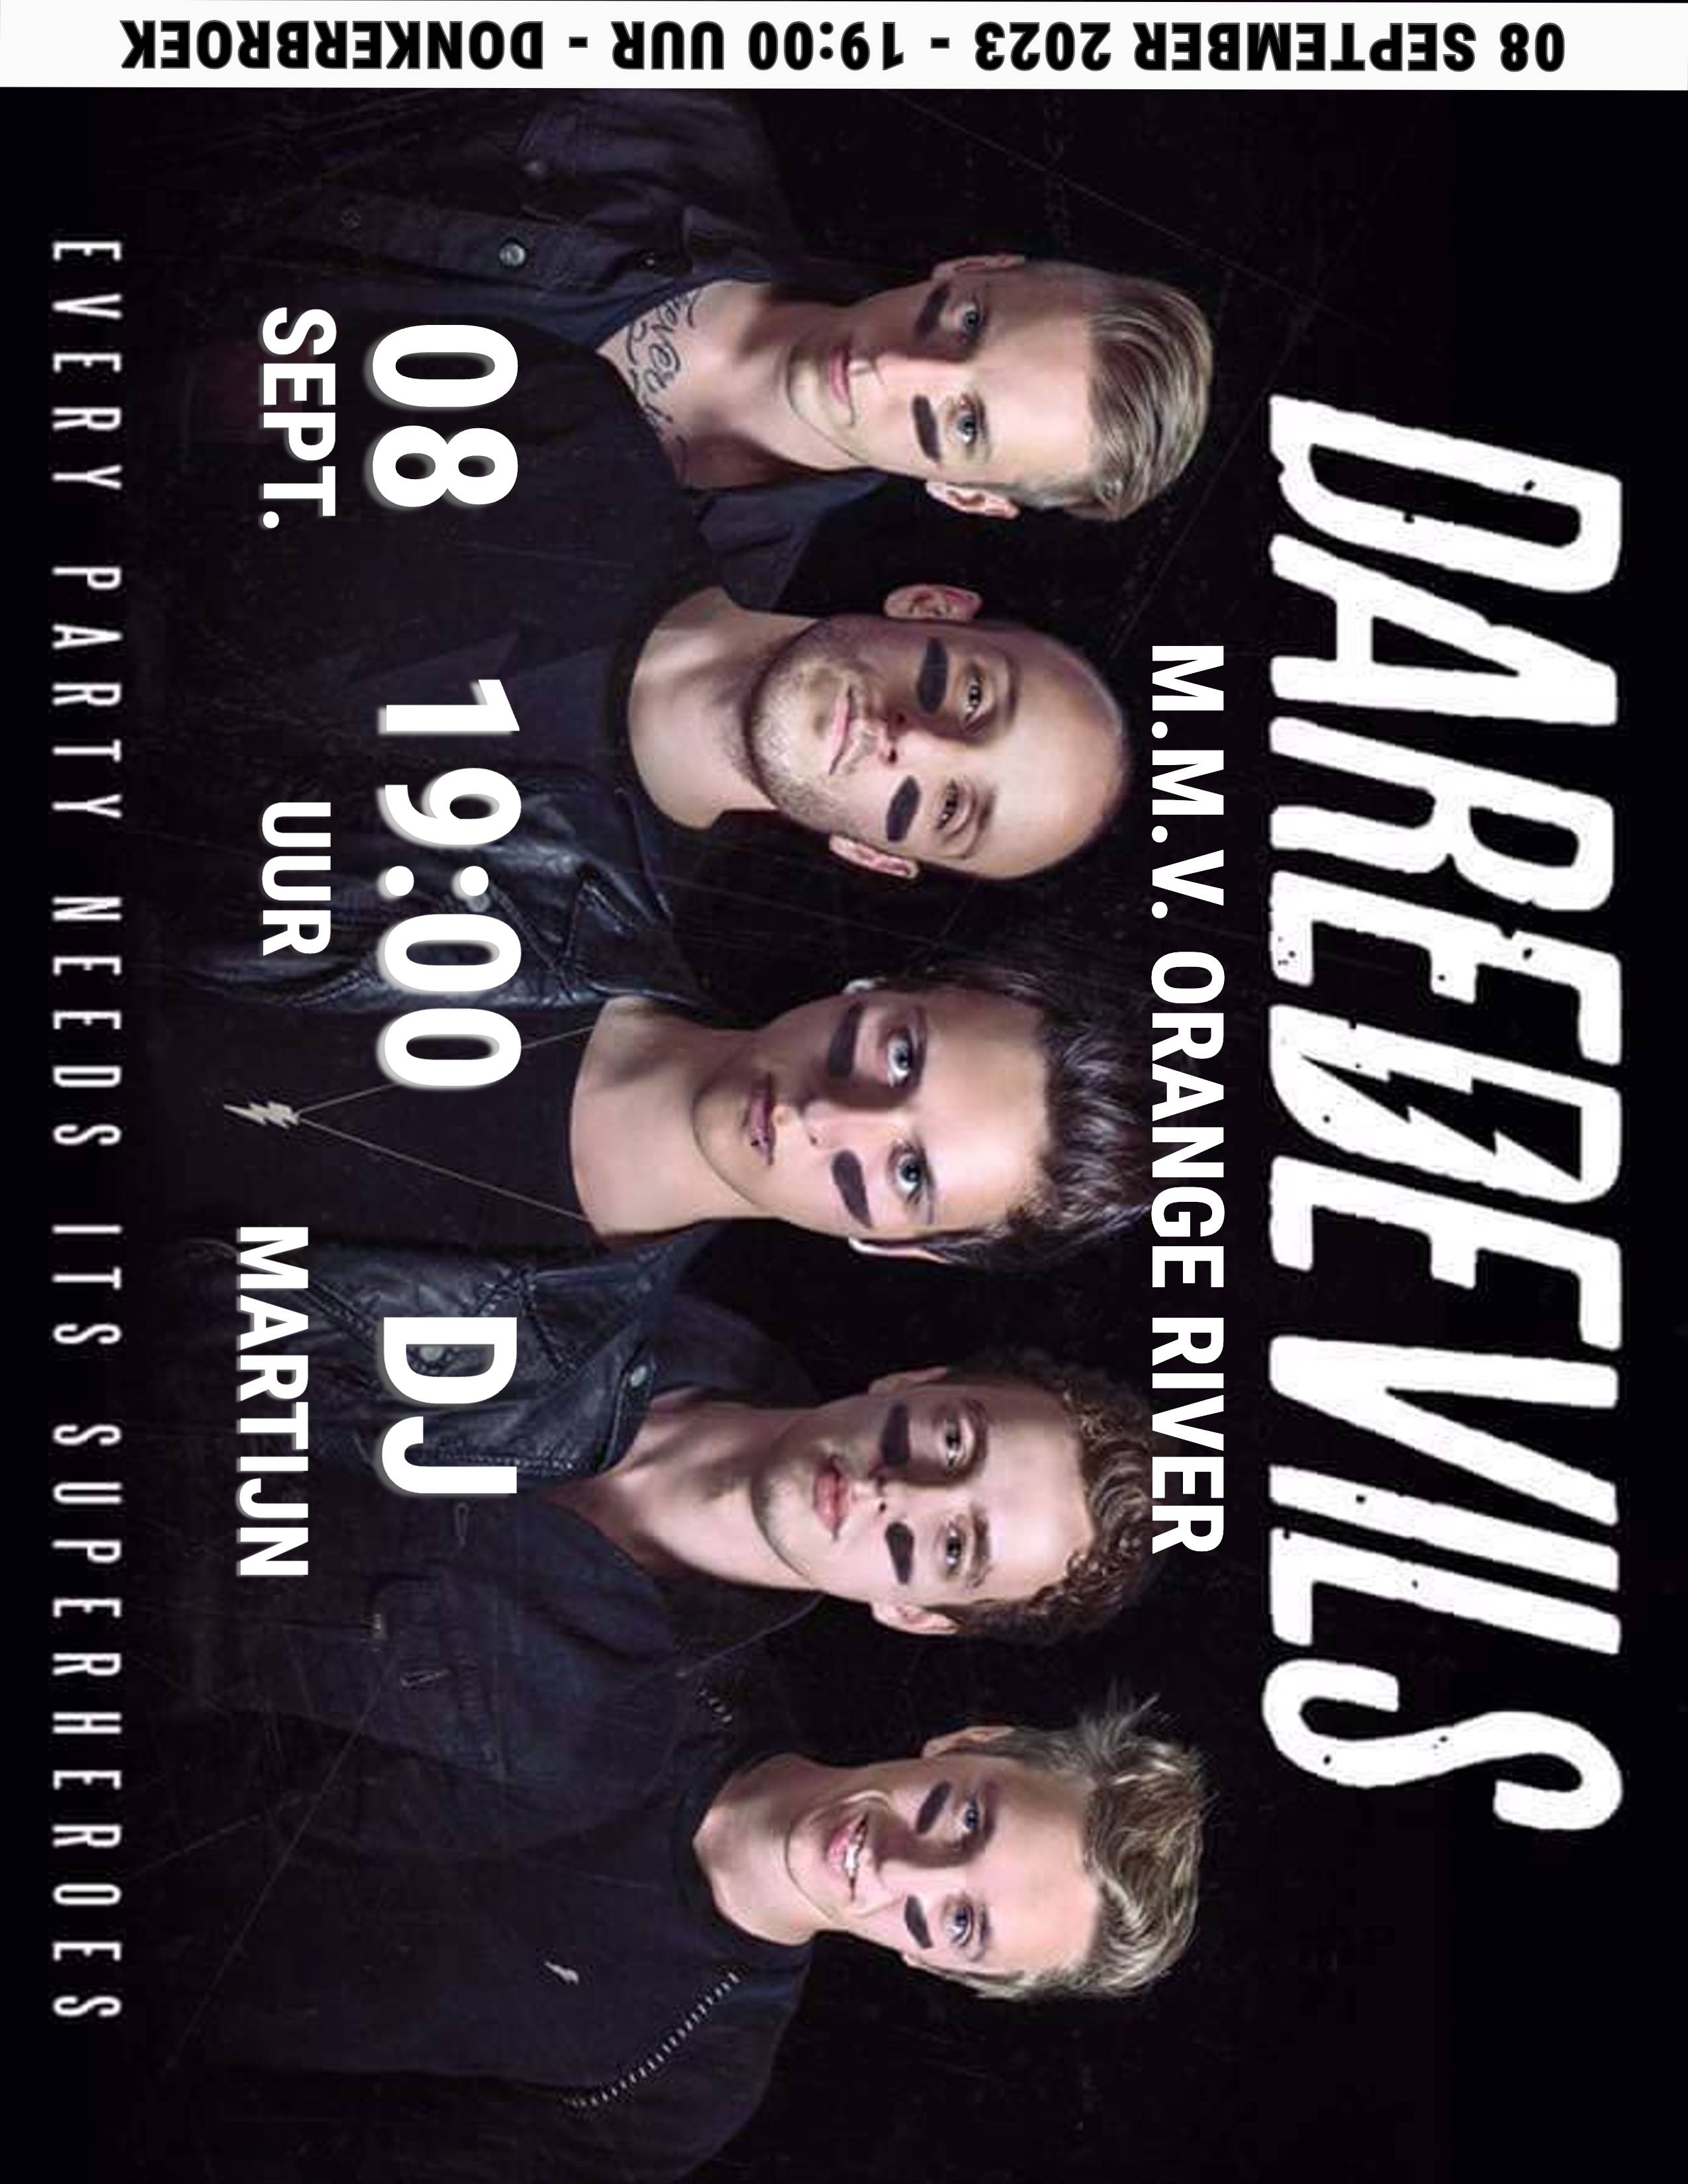 08 SEPTEMBER 2023 - 19:00 UUR - DONKERBROEK
DAREDEVILS
M.M.V. ORANGE RIVER
08 19:00 DJ
SEPT. UUR MARTIJN
EVERY PARTY NEEDS ITS SUPERHEROES